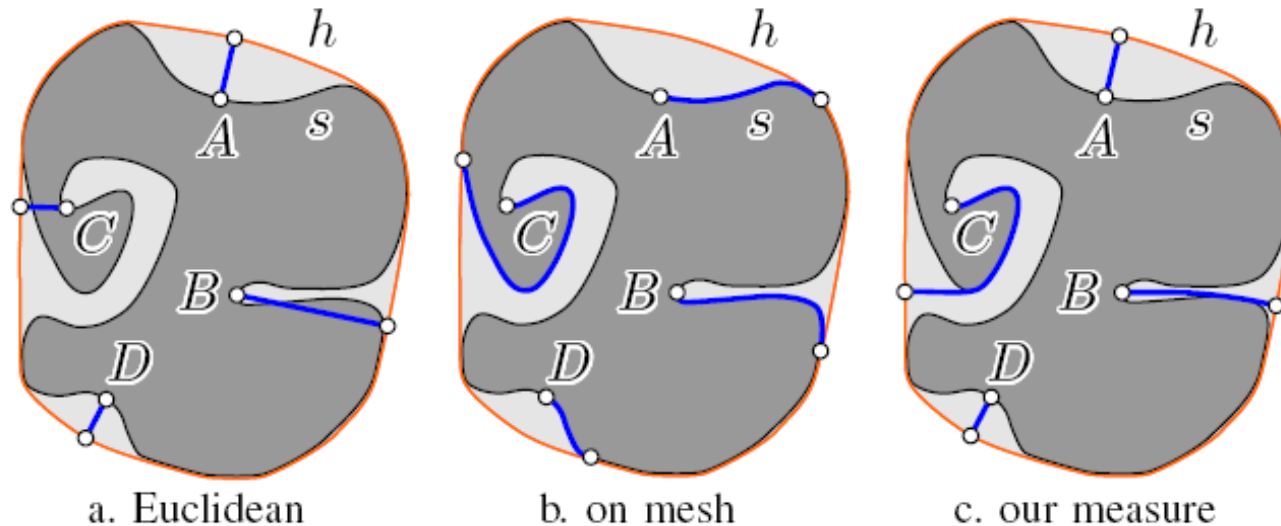 h h h
A s A s A s
C C C
B B B
D D D
a. Euclidean b. on mesh c. our measure